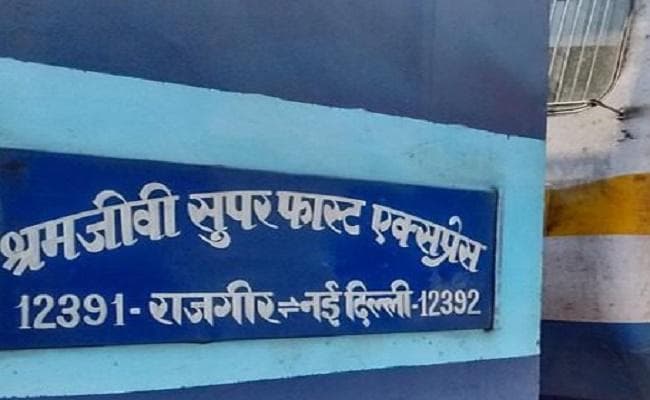 श्रमजीवी सुपर फास्ट एक्सप्रेस
12391-राजगीर⇌नई दिल्ली-12392